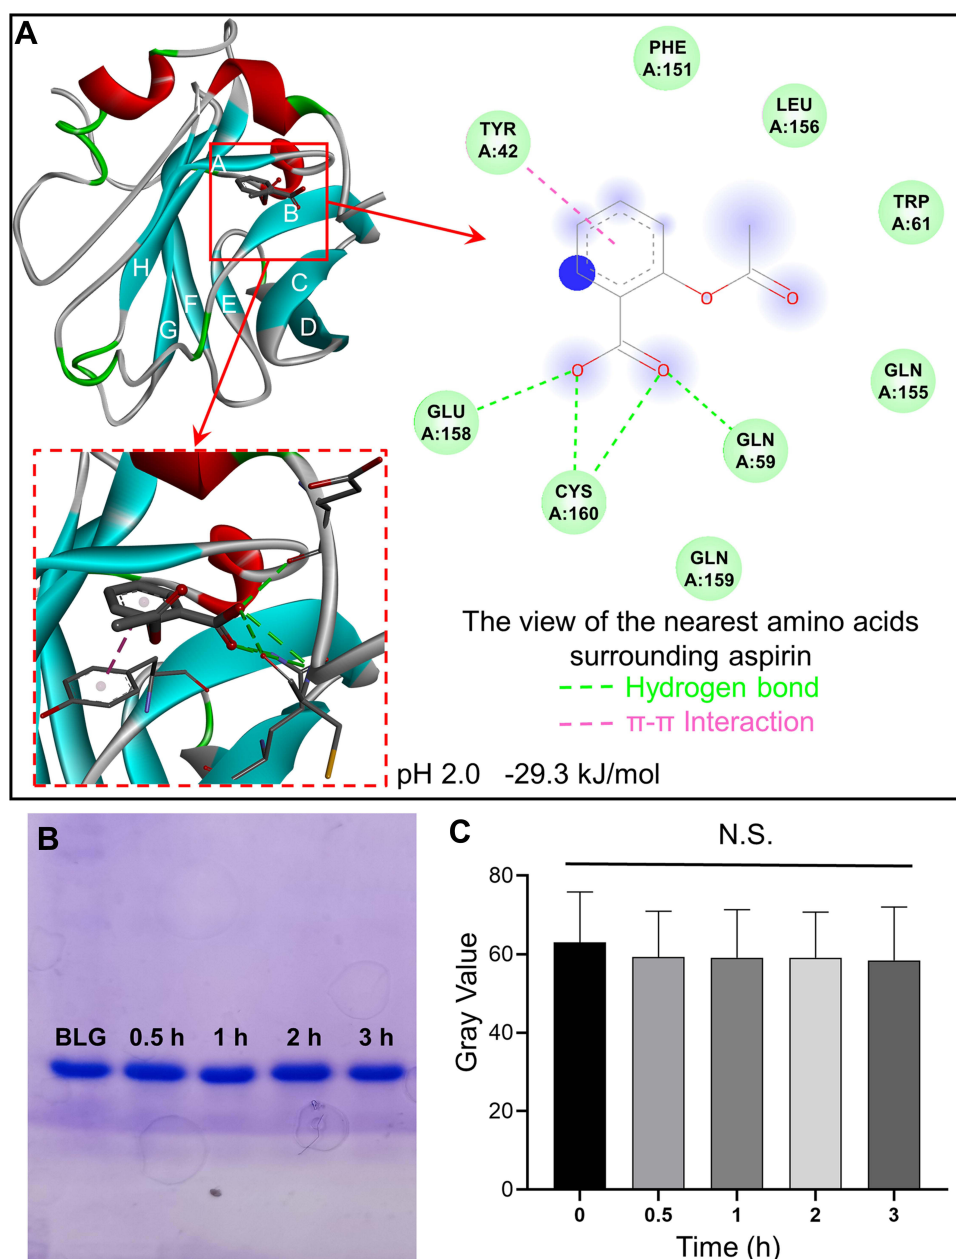 A
A
B
C
D
E
F
G
H
I
PHE
A:151
LEU
A:156
TYR
A:42
TRP
A:61
O
O
O
O
GLN
A:155
GLU
A:158
GLN
A:59
CYS
A:160
GLN
A:159
The view of the nearest amino acids
surrounding aspirin
Hydrogen bond
π-π Interaction
pH 2.0 -29.3 kJ/mol
B
BLG 0.5 h 1 h 2 h 3 h
C
N.S.
Gray Value
80
60
40
20
0
0 0.5 1 2 3
Time (h)